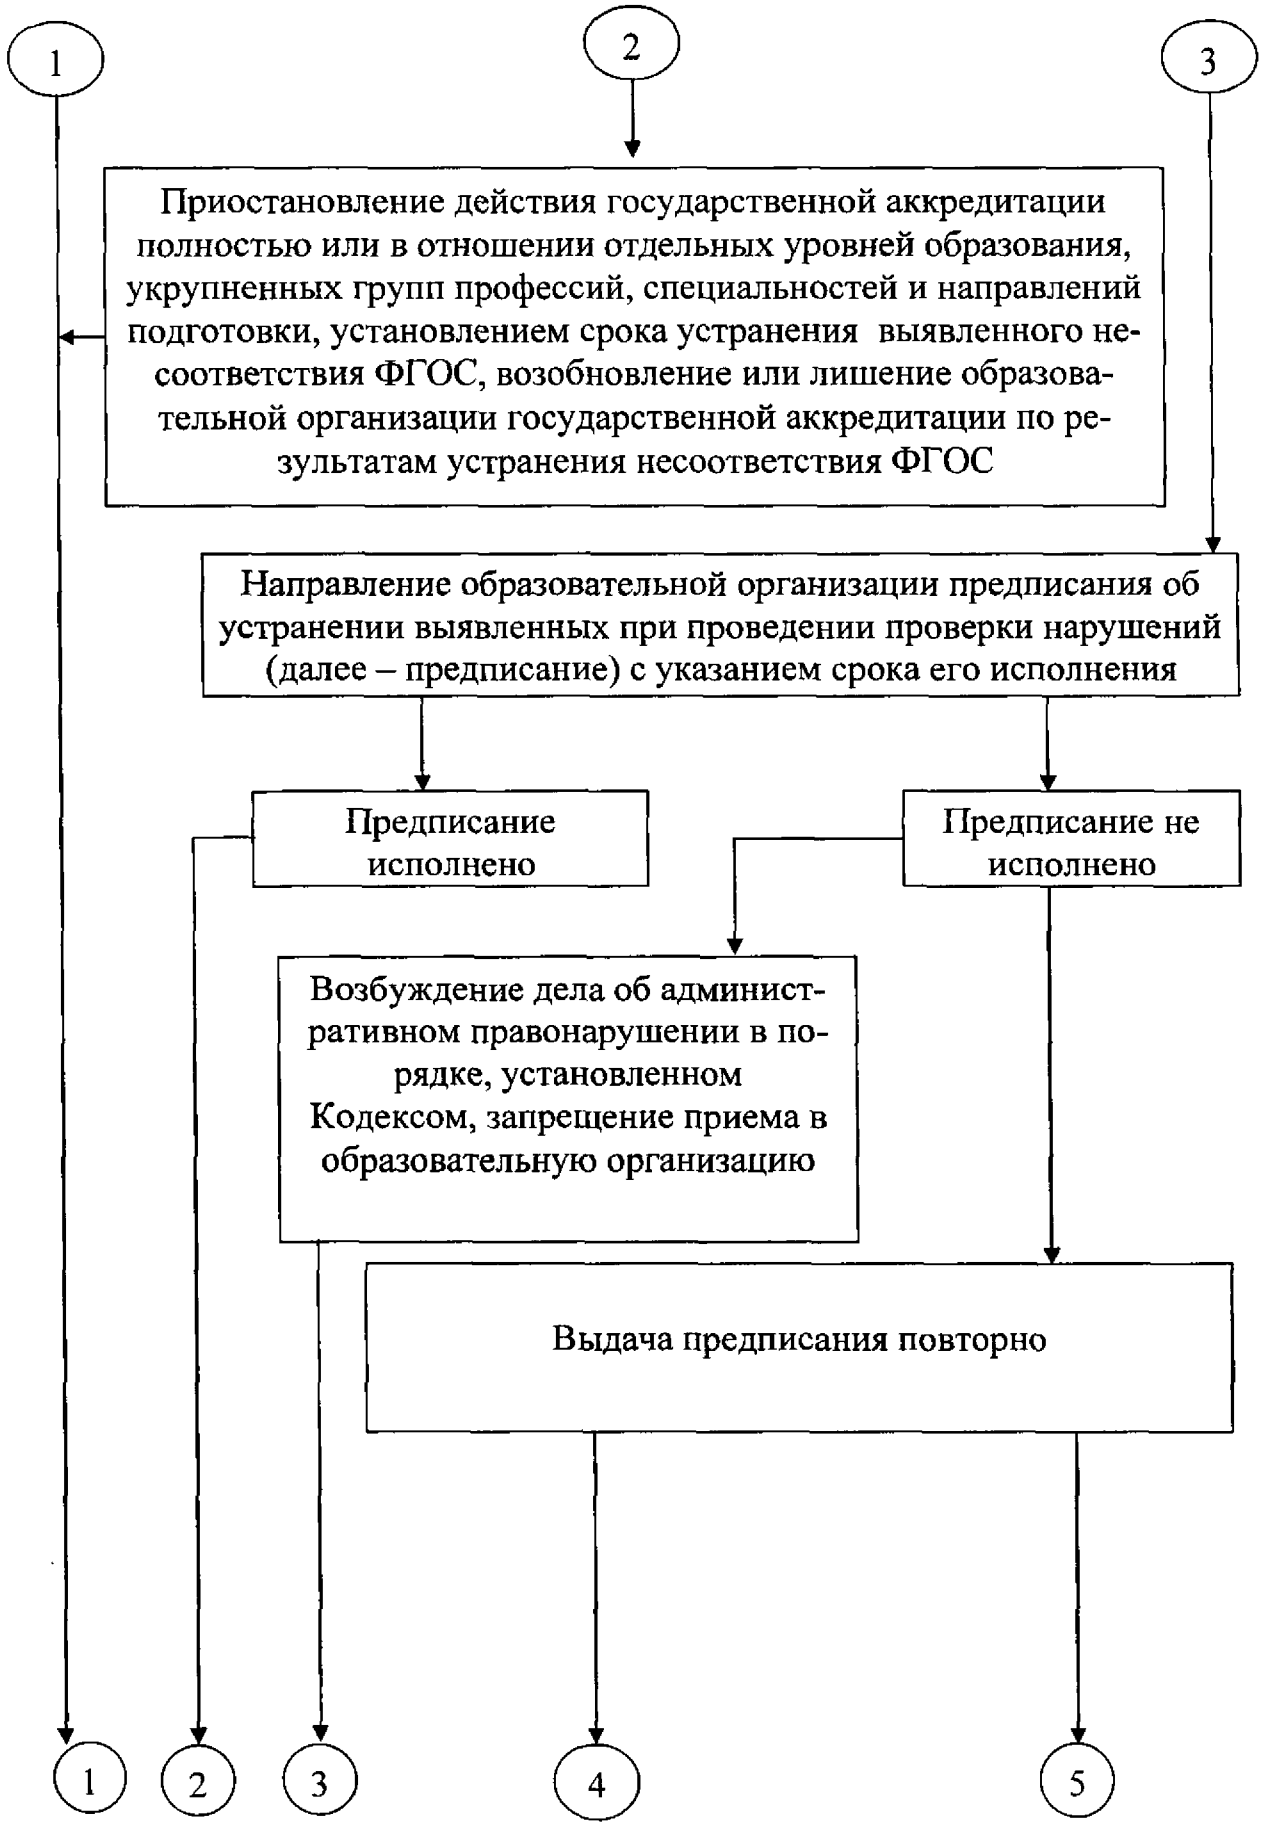 1
2
3
Приостановление действия государственной аккредитации
полностью или в отношении отдельных уровней образования,
укрупненных групп профессий, специальностей и направлений
подготовки, установлением срока устранения выявленного не-
соответствия ФГОС, возобновление или лишение образова-
тельной организации государственной аккредитации по ре-
зультатам устранения несоответствия ФГОС
Направление образовательной организации предписания об
устранении выявленных при проведении проверки нарушений
(далее – предписание) с указанием срока его исполнения
Предписание
исполнено
Предписание не
исполнено
Возбуждение дела об админист-
ративном правонарушении в по-
рядке, установленном
Кодексом, запрещение приема в
образовательную организацию
Выдача предписания повторно
1
2
3
4
5